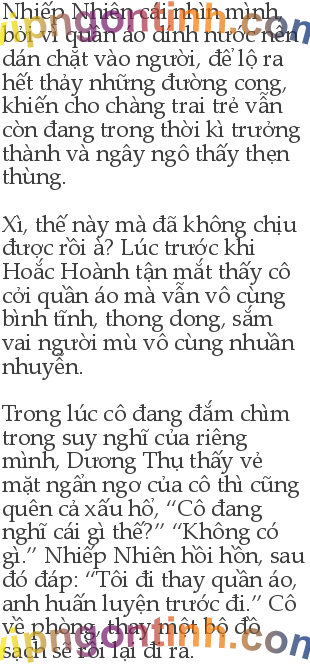 Nhiếp Nhiên cúi nhìn mình,
bởi vì quần áo dính nước nên
dán chặt vào người, để lộ ra
hết thảy những đường cong,
khiến cho chàng trai trẻ vẫn
còn đang trong thời kì trưởng
thành và ngây ngô thấy thẹn
thùng.
Xì, thế này mà đã không chịu
được rồi à? Lúc trước khi
Hoắc Hoành tận mắt thấy cô
cởi quần áo mà vẫn vô cùng
bình tĩnh, thong dong, sắm
vai người mù vô cùng nhuần
nhuyễn.
Trong lúc cô đang đắm chìm
trong suy nghĩ của riêng
mình, Dương Thụ thấy vẻ
mặt ngẩn ngơ của cô thì cũng
quên cả xấu hổ, “Cô đang
nghĩ cái gì thế?” “Không có
gì.” Nhiếp Nhiên hồi hồn, sau
đó đáp: “Tôi đi thay quần áo,
anh huấn luyện trước đi.” Cô
về phòng, thay một bộ đồ
sạch sẽ rồi lại đi ra.
vipngontinh.com
vipngontinh.com